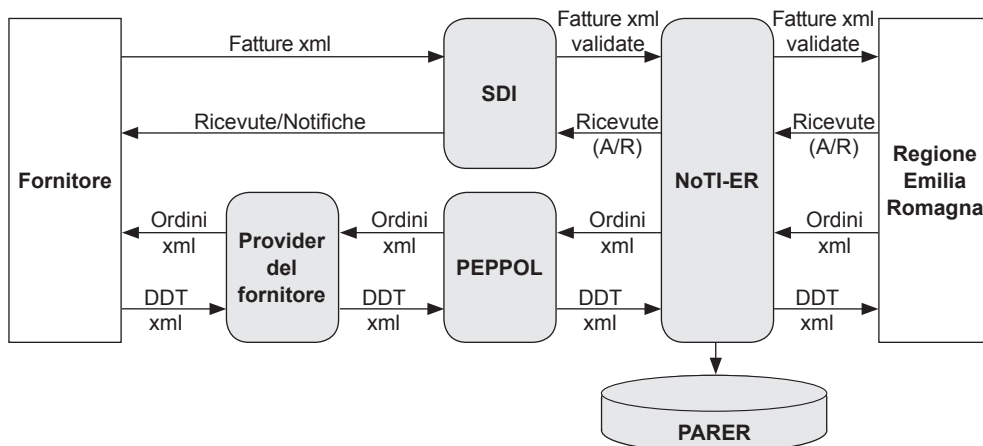 Fatture xml
Fatture xml
validate
Fatture xml
validate
SDI
Ricevute/Notifiche
Ricevute
(A/R)
Ricevute
(A/R)
Fornitore
NoTI-ER
Regione
Emilia
Romagna
Ordini
xml
Provider
del
fornitore
Ordini
xml
PEPPOL
Ordini
xml
Ordini
xml
DDT
xml
DDT
xml
DDT
xml
DDT
xml
PARER